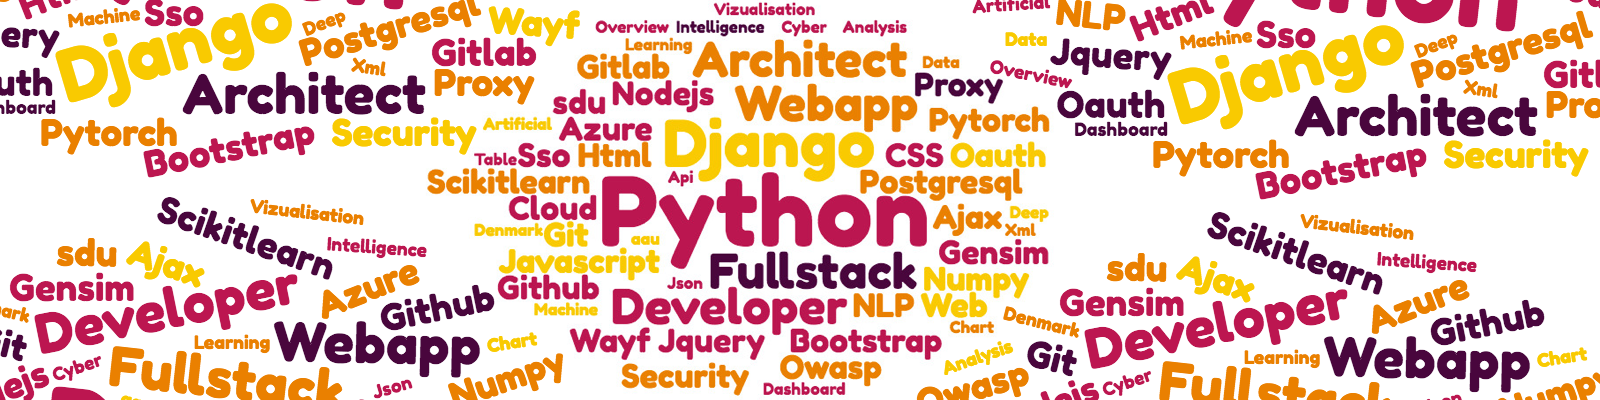 Machine Sso Deep
Django Postgresql Wayf
Gitlab
Xml
Architect Proxy
Pytorch Security Artificial
Bootstrap
Vizualisation
Overview Intelligence Cyber Analysis
Learning
Gitlab Architect Data
sdu Nodejs Webapp Proxy
Azure Django Pytorch
Table Sso Html CSS Oauth
Scikitlearn Api Postgresql
Cloud Python Ajax Deep
Denmark Git aau Xml
Javascript Fullstack Gensim
Github Json Numpy
Machine Developer NLP Web
Chart Denmark
Wayf Jquery Bootstrap
Security Owasp Analysis
Dashboard Owasp
Artificial NLP Html
Data Jquery Machine Sso Deep
Overview Django Postgresql
Xml
Oauth Architect
Dashboard
Pytorch Security
Bootstrap
Scikitlearn Vizualisation
Intelligence
sdu Ajax
Gensim Azure
Developer Github
Learning Webapp Chart
Cyber Fullstack
Json Numpy
Scikitlearn Vizualisation
Intelligence
sdu Ajax
Gensim Azure
Developer Github
Git Learning Webapp Chart
Cyber